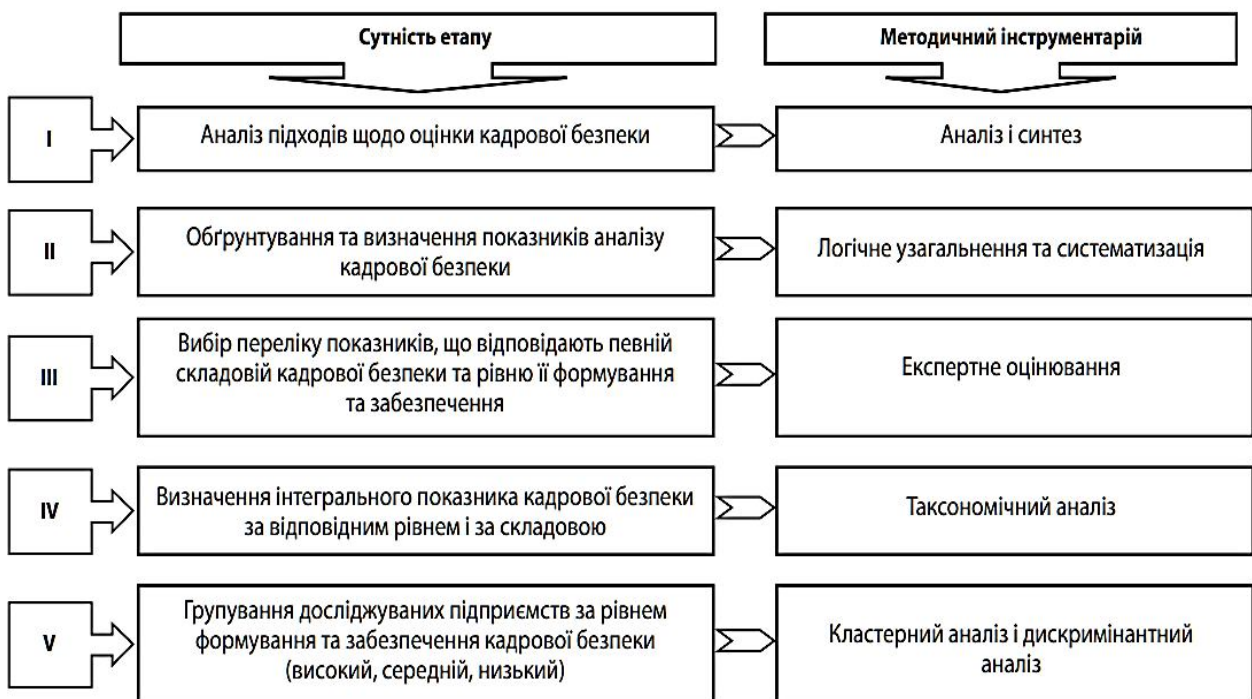 Сутність етапу
Методичний інструментарій
I
Аналіз підходів щодо оцінки кадрової безпеки
Аналіз і синтез
II
Обґрунтування та визначення показників аналізу
кадрової безпеки
Логічне узагальнення та систематизація
III
Вибір переліку показників, що відповідають певній
складовій кадрової безпеки та рівню її формування
та забезпечення
Експертне оцінювання
IV
Визначення інтегрального показника кадрової безпеки
за відповідним рівнем і за складовою
Таксономічний аналіз
V
Групування досліджуваних підприємств за рівнем
формування та забезпечення кадрової безпеки
(високий, середній, низький)
Кластерний аналіз і дискримінантний
аналіз